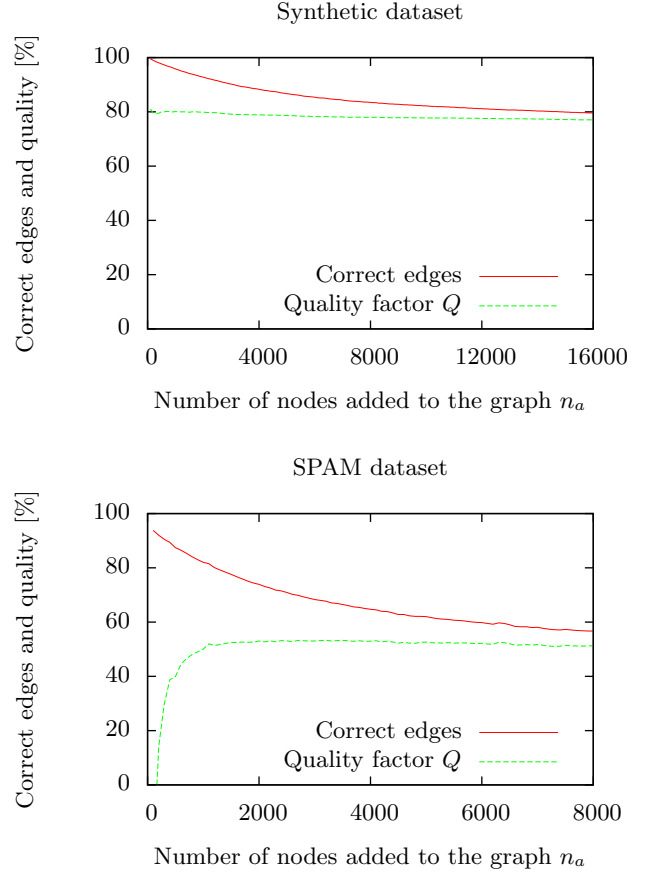 Synthetic dataset
Correct edges and quality [%]
100
80
60
40
20
0
Correct edges
Quality factor Q
0 4000 8000 12000 16000
Number of nodes added to the graph n_a
SPAM dataset
Correct edges and quality [%]
100
80
60
40
20
0
Correct edges
Quality factor Q
0 2000 4000 6000 8000
Number of nodes added to the graph n_a